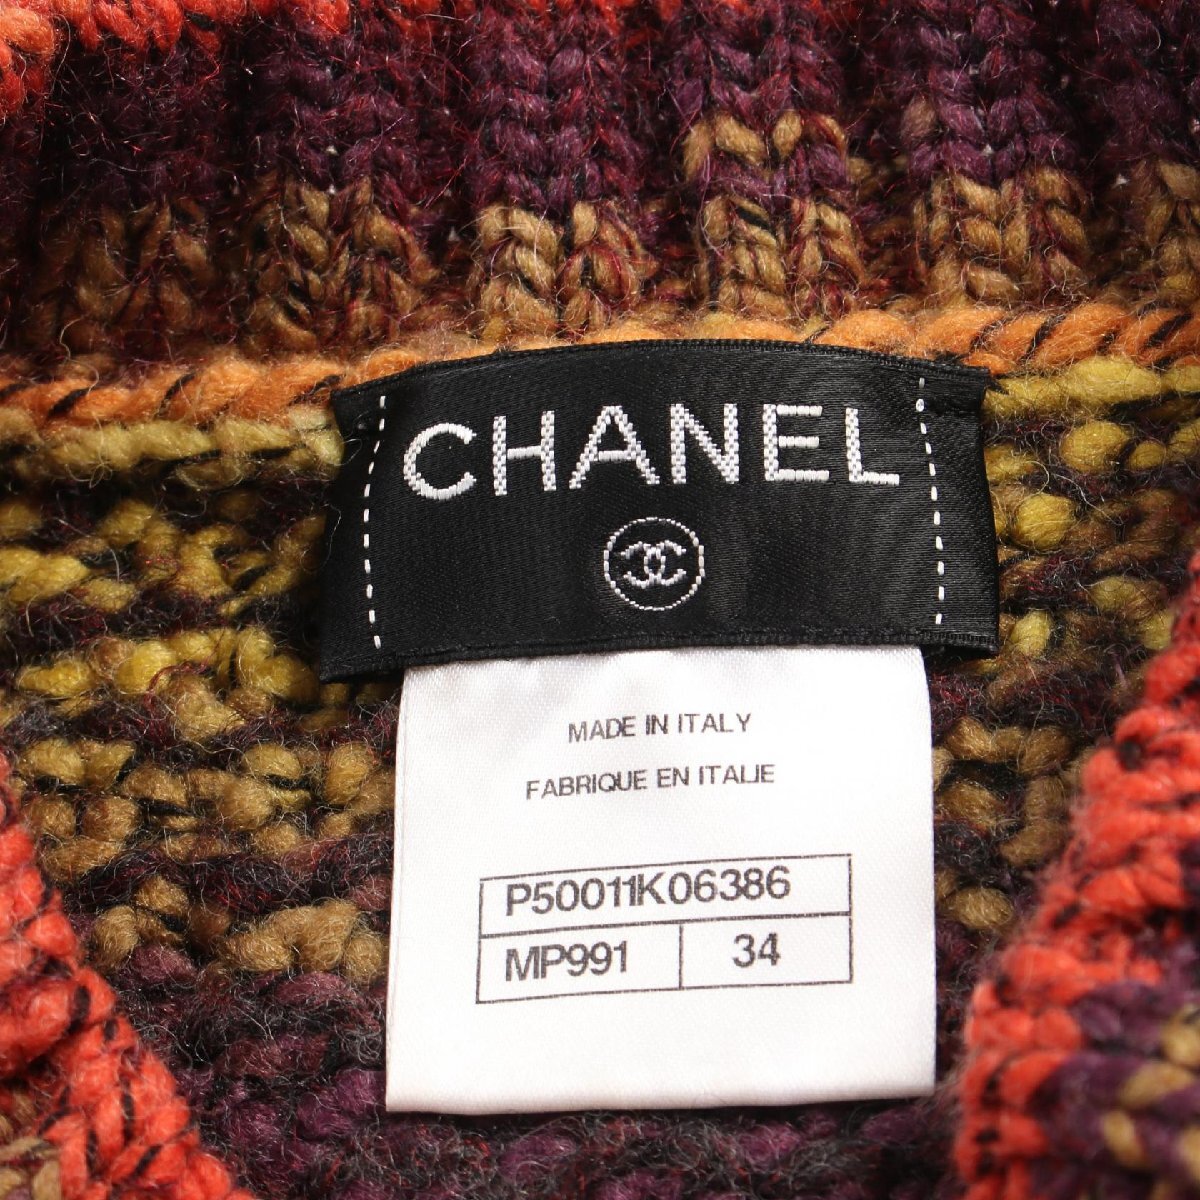 CHANEL
MADE IN ITALY
FABRIQUE EN ITALIE
P50011K06386
MP991 34